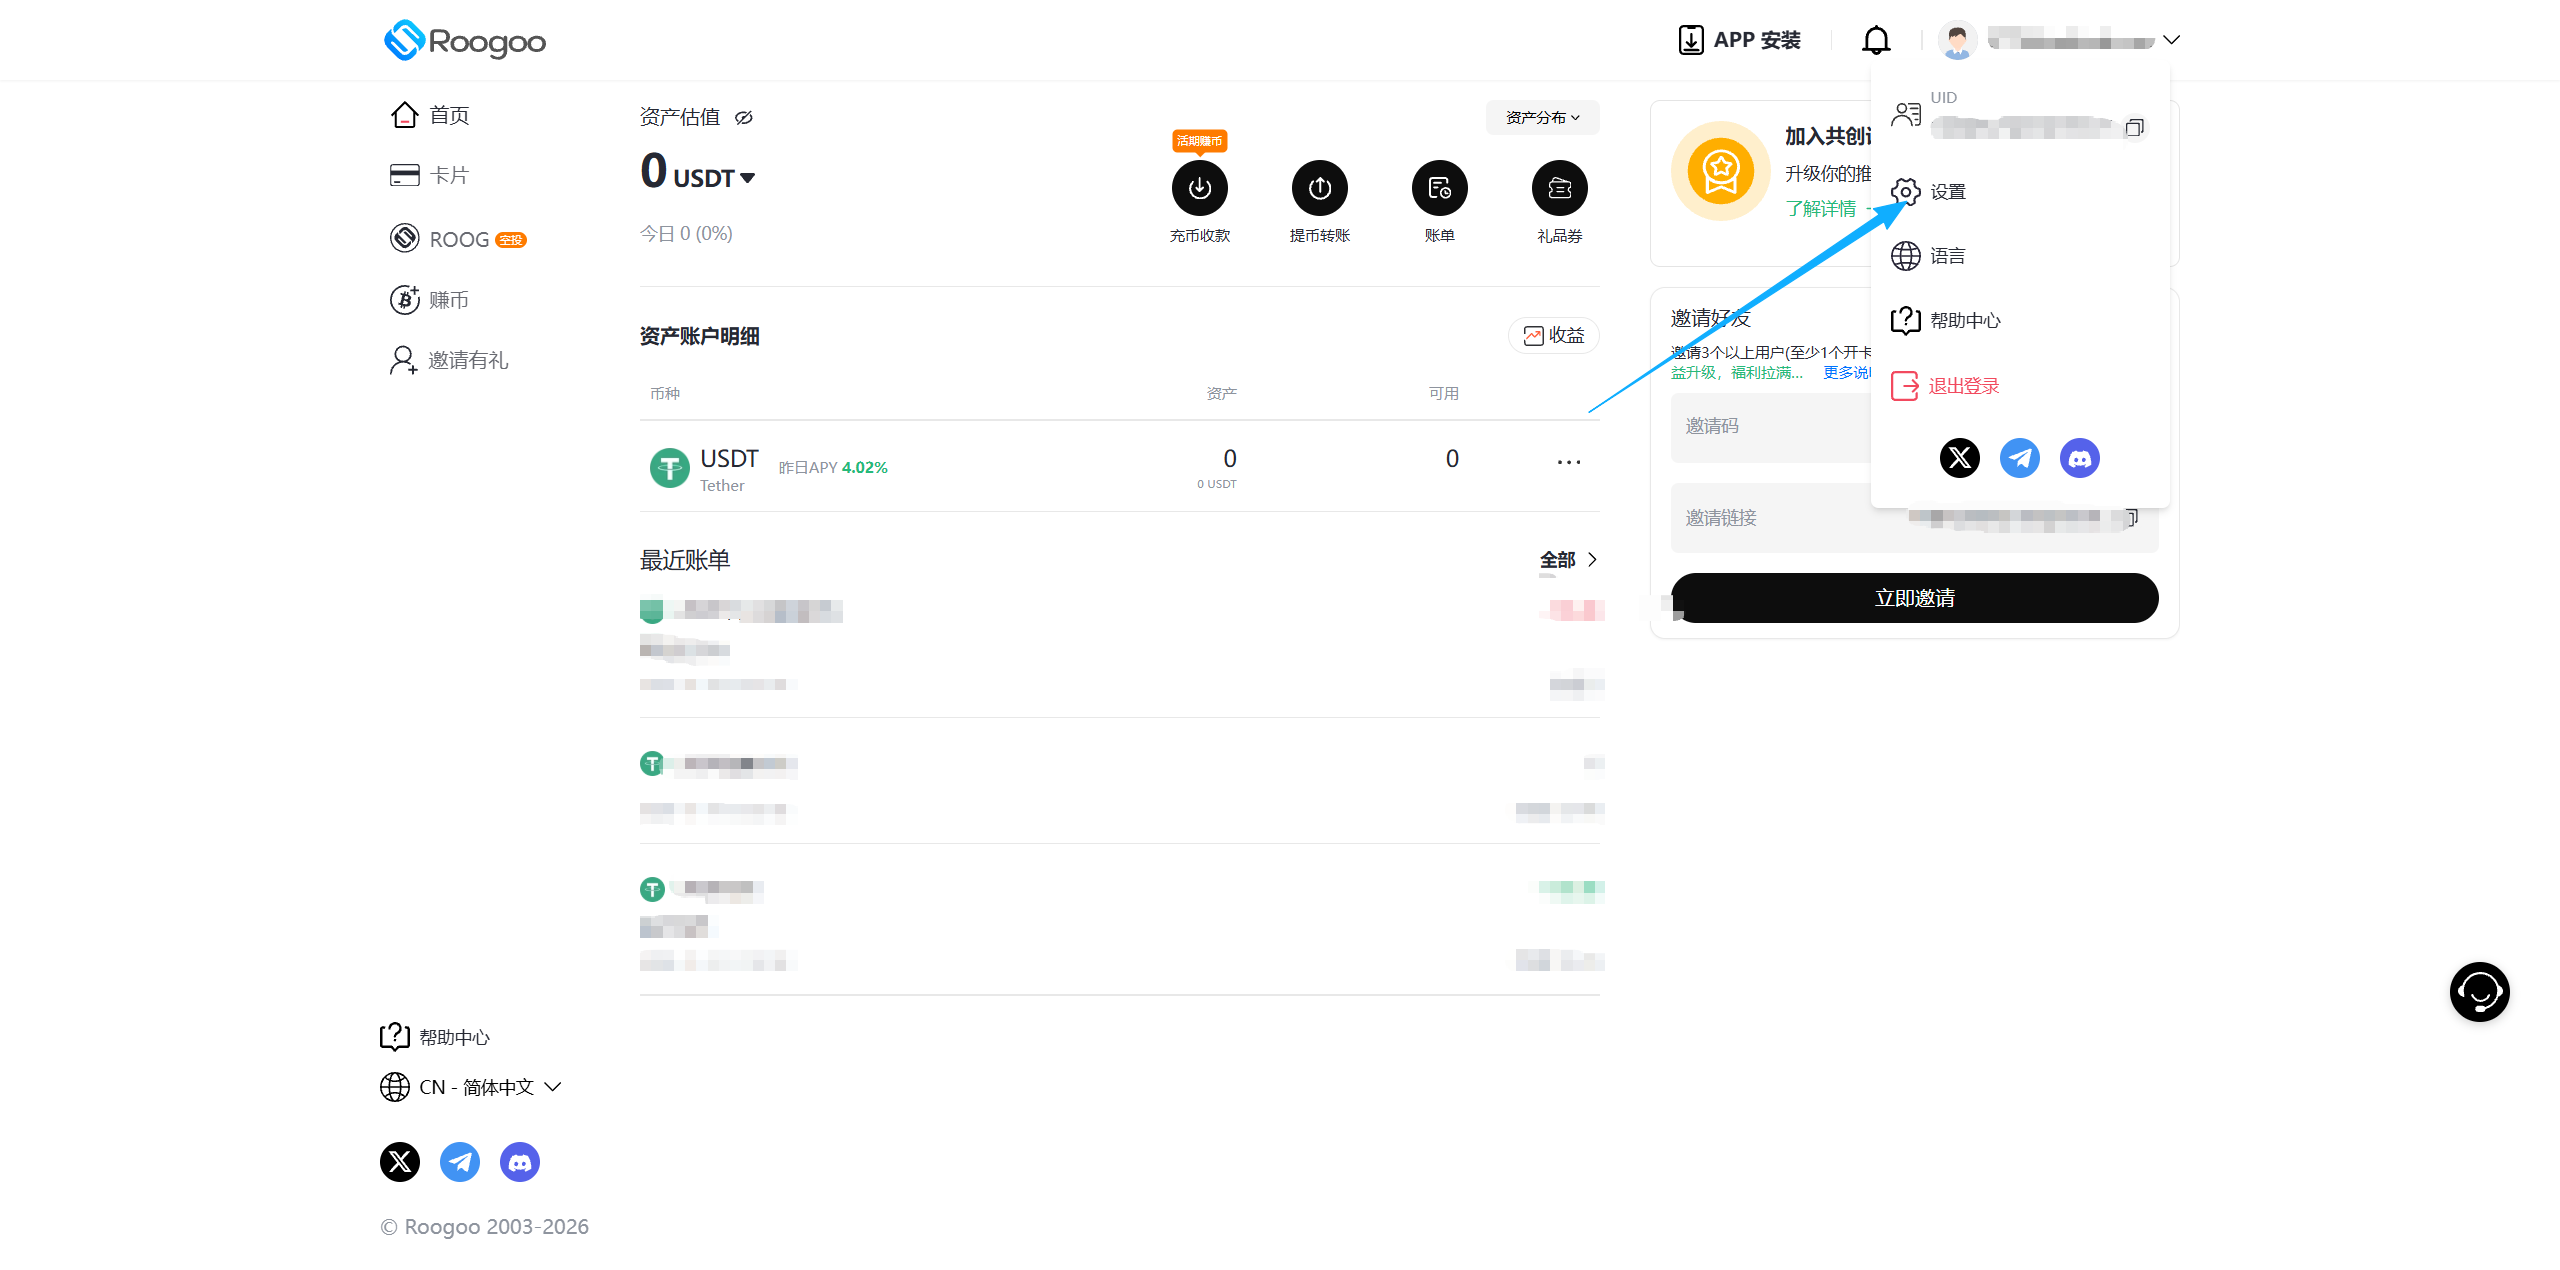 Roogoo
APP 安装
首页
卡片
ROOG 空投
赚币
邀请有礼
资产估值
资产分布
0 USDT
今日 0 (0%)
活期赚币
充币收款
提币转账
账单
礼品券
资产账户明细
收益
币种 资产 可用
USDT 昨日APY 4.02% 0 0
Tether 0 USDT
最近账单
全部
加入共创
升级你的推
了解详情
邀请好友
邀请3个以上用户(至少1个开卡
益升级，福利拉满... 更多说
邀请码
邀请链接
立即邀请
UID
设置
语言
帮助中心
退出登录
帮助中心
CN - 简体中文
© Roogoo 2003-2026